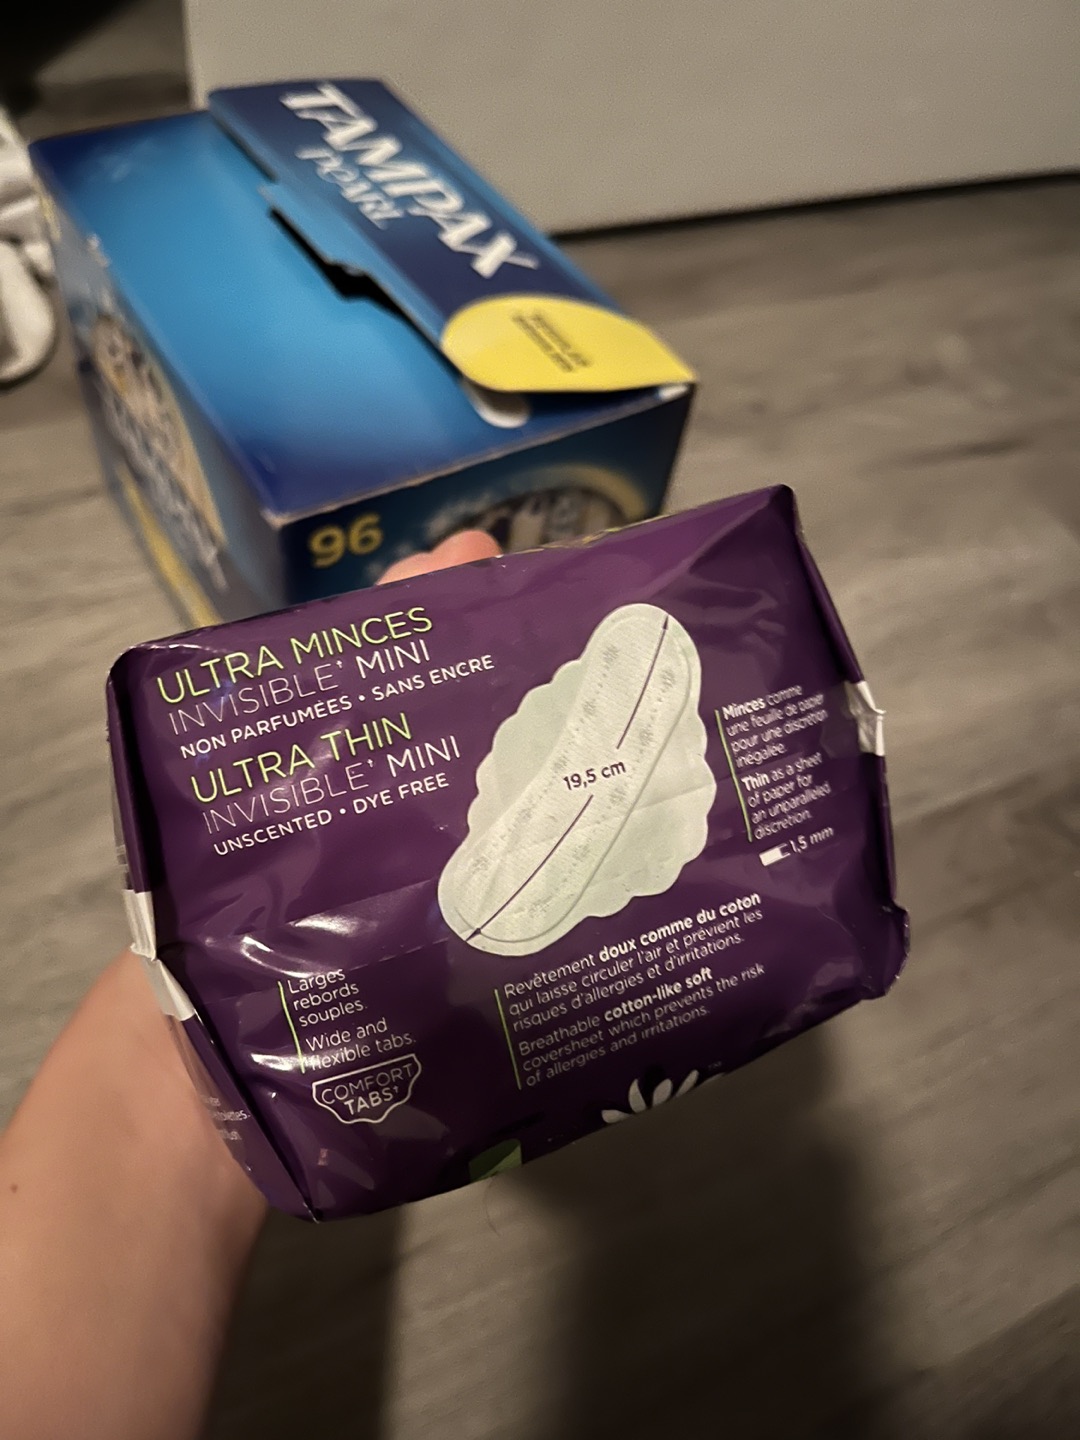 TAMPAX
PEARL
96
ULTRA MINCES
INVISIBLE† MINI
NON PARFUMÉES • SANS ENCRE
ULTRA THIN
INVISIBLE† MINI
UNSCENTED • DYE FREE
19,5 cm
Minces comme
une feuille de papier
pour une discrétion
inégalée.
Thin as a sheet
of paper for
an unparalleled
discretion.
1,5 mm
Larges
rebords
souples.
Wide and
flexible tabs.
COMFORT
TABS†
Revêtement doux comme du coton
qui laisse circuler l'air et prévient les
risques d'allergies et d'irritations.
Breathable cotton-like soft
coversheet which prevents the risk
of allergies and irritations.